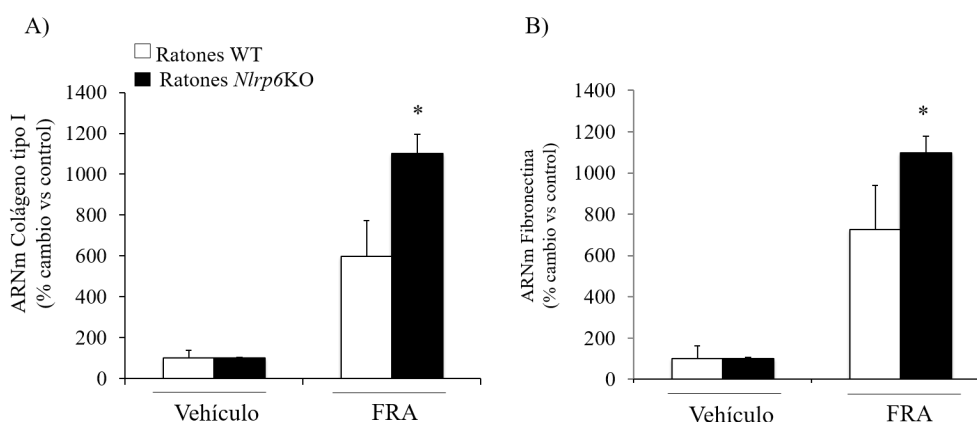 A)
Ratones WT
Ratones Nlrp6KO
ARNm Colágeno tipo I
(% cambio vs control)
1400
1200
1000
800
600
400
200
0
*
Vehículo
FRA
B)
ARNm Fibronectina
(% cambio vs control)
1400
1200
1000
800
600
400
200
0
*
Vehículo
FRA